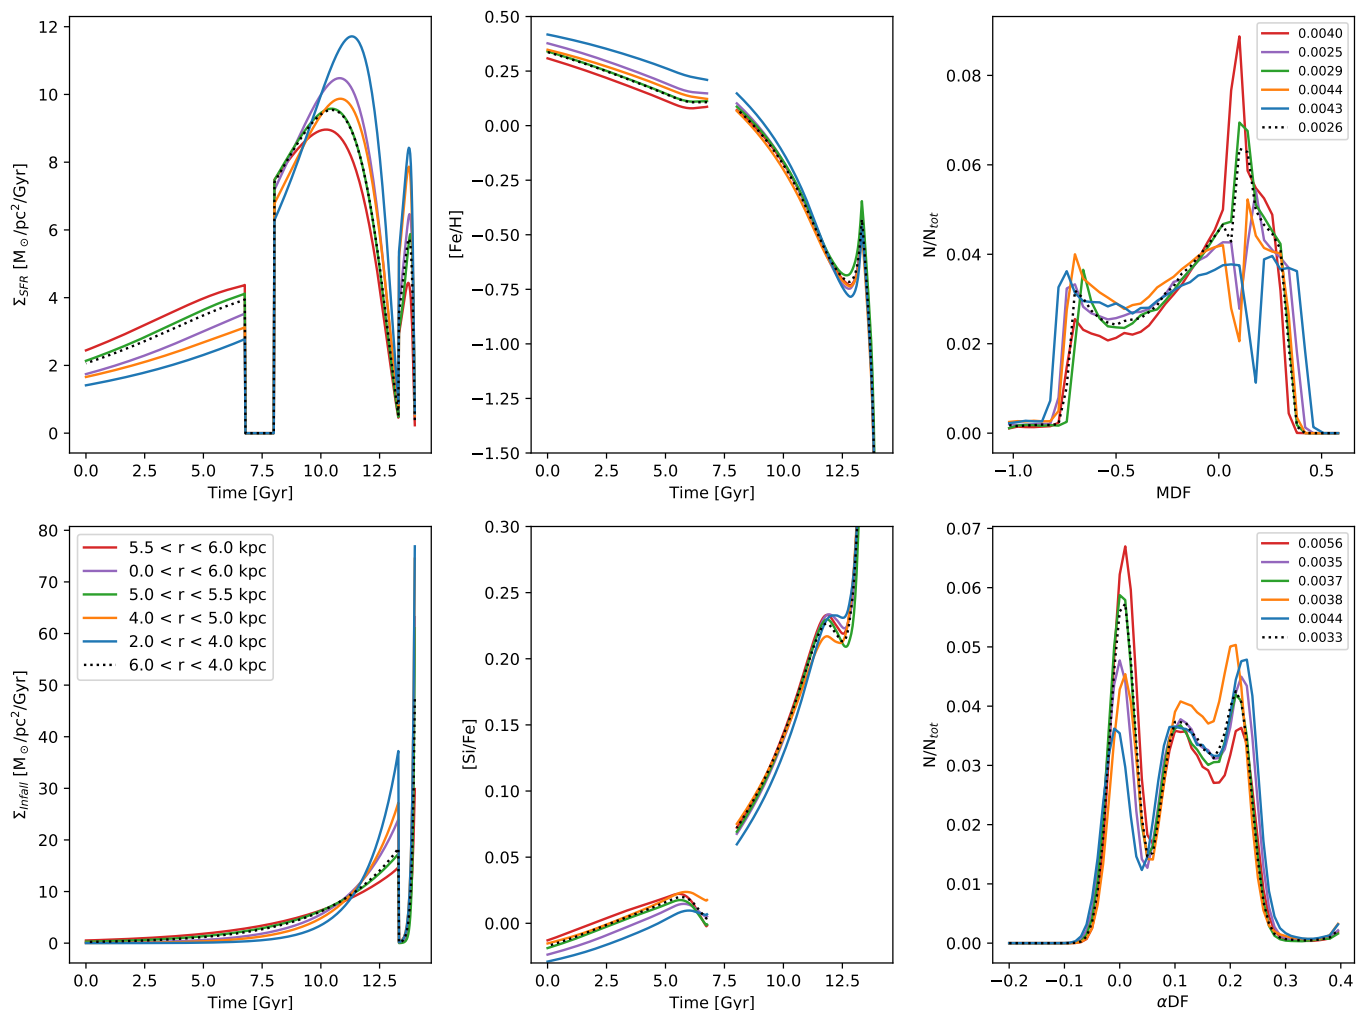 12
10
8
6
4
2
0
Σ_SFR [M⊙/pc²/Gyr]
0.0 2.5 5.0 7.5 10.0 12.5
Time [Gyr]
0.50
0.25
0.00
−0.25
−0.50
−0.75
−1.00
−1.25
−1.50
[Fe/H]
0.0 2.5 5.0 7.5 10.0 12.5
Time [Gyr]
0.08
0.06
0.04
0.02
0.00
N/N_tot
0.0040
0.0025
0.0029
0.0044
0.0043
0.0026
−1.0 −0.5 0.0 0.5
MDF
80
70
60
50
40
30
20
10
0
Σ_Infall [M⊙/pc²/Gyr]
5.5 < r < 6.0 kpc
0.0 < r < 6.0 kpc
5.0 < r < 5.5 kpc
4.0 < r < 5.0 kpc
2.0 < r < 4.0 kpc
6.0 < r < 4.0 kpc
0.0 2.5 5.0 7.5 10.0 12.5
Time [Gyr]
0.30
0.25
0.20
0.15
0.10
0.05
0.00
[Si/Fe]
0.0 2.5 5.0 7.5 10.0 12.5
Time [Gyr]
0.07
0.06
0.05
0.04
0.03
0.02
0.01
0.00
N/N_tot
0.0056
0.0035
0.0037
0.0038
0.0044
0.0033
−0.2 −0.1 0.0 0.1 0.2 0.3 0.4
αDF